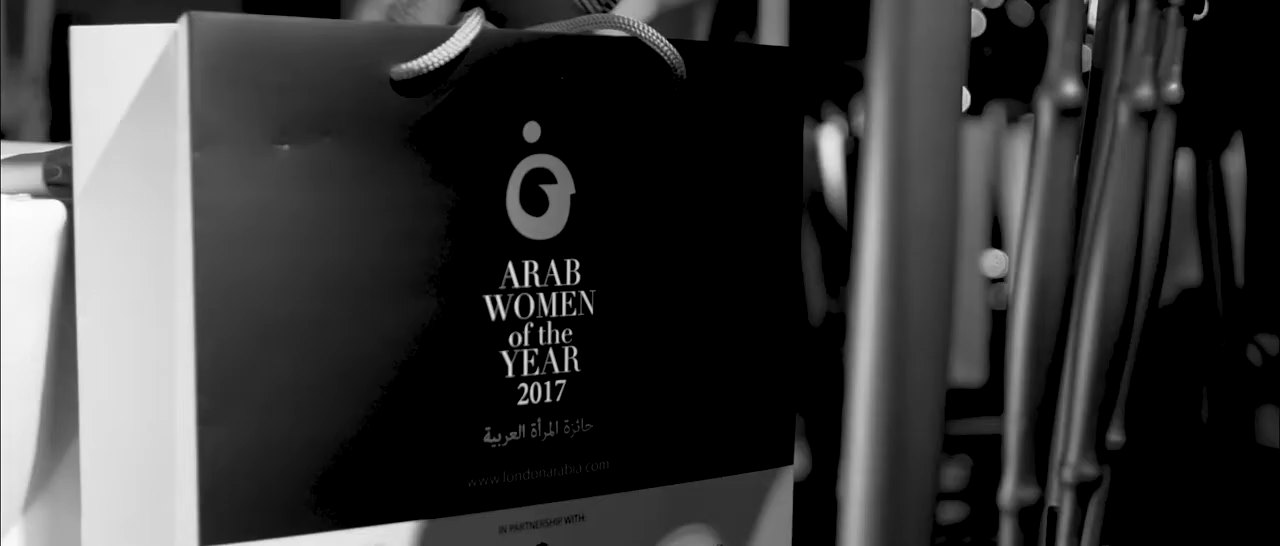 ARAB
WOMEN
of the
YEAR
2017
جائزة المرأة العربية
www.londonarabia.com
IN PARTNERSHIP WITH: